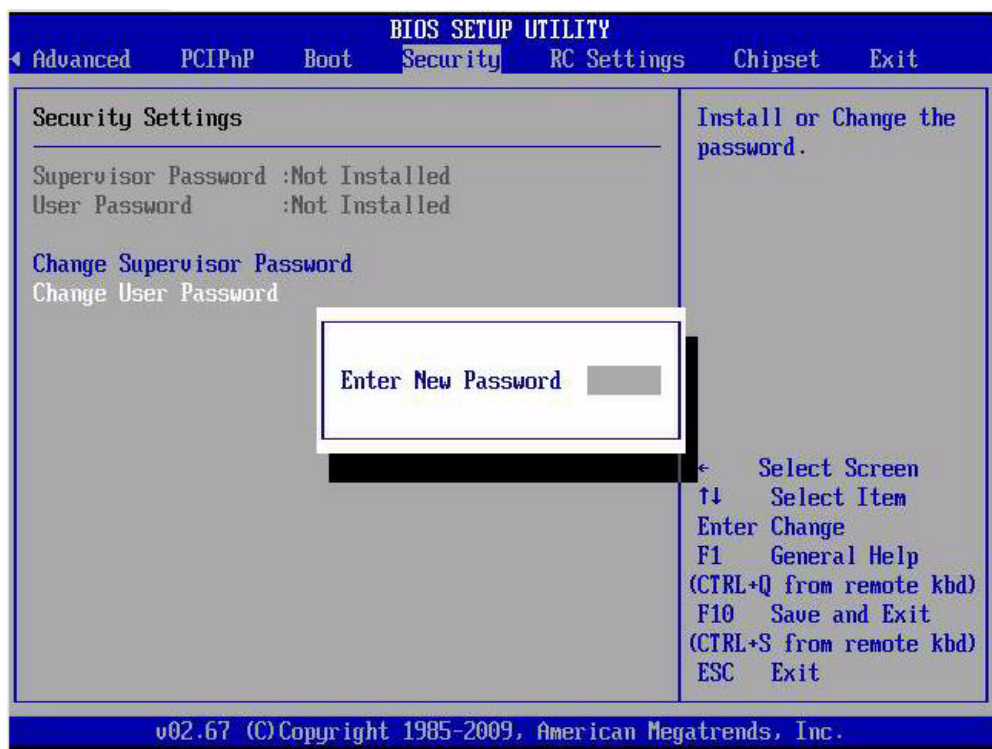 BIOS SETUP UTILITY
Advanced PCIPnP Boot Security RC Settings Chipset Exit
Security Settings
Supervisor Password :Not Installed
User Password :Not Installed
Change Supervisor Password
Change User Password
Enter New Password
Install or Change the
password.
← Select Screen
↑↓ Select Item
Enter Change
F1 General Help
(CTRL+Q from remote kbd)
F10 Save and Exit
(CTRL+S from remote kbd)
ESC Exit
v02.67 (C)Copyright 1985-2009, American Megatrends, Inc.